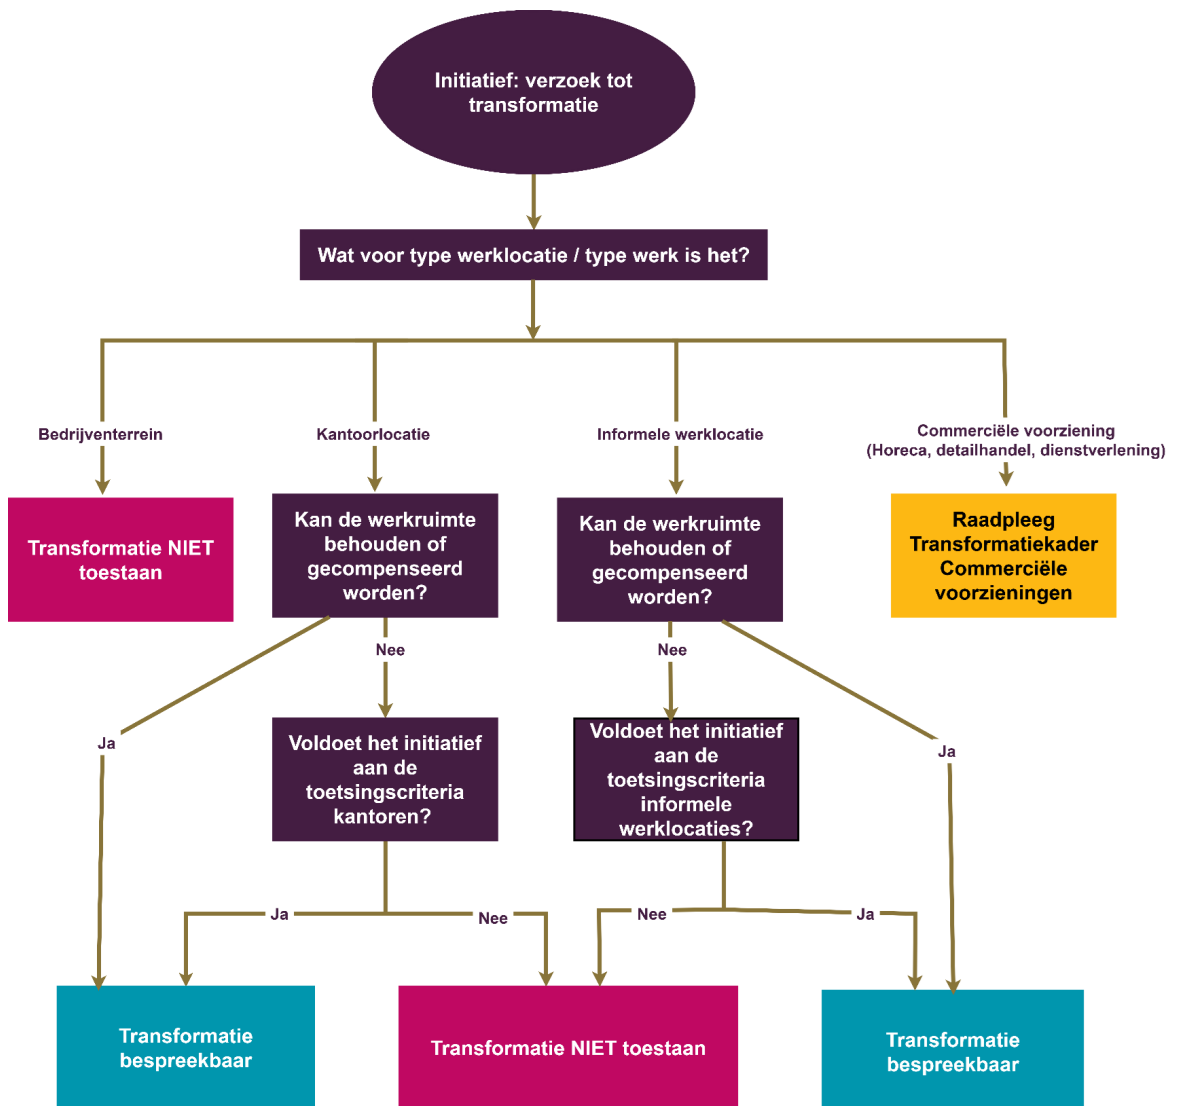 Initiatief: verzoek tot
transformatie
Wat voor type werklocatie / type werk is het?
Bedrijventerrein
Kantoorlocatie
Informele werklocatie
Commerciële voorziening
(Horeca, detailhandel, dienstverlening)
Transformatie NIET
toestaan
Kan de werkruimte
behouden of
gecompenseerd
worden?
Kan de werkruimte
behouden of
gecompenseerd
worden?
Raadpleeg
Transformatiekader
Commerciële
voorzieningen
Nee
Nee
Ja
Voldoet het initiatief
aan de
toetsingscriteria
kantoren?
Voldoet het initiatief
aan de
toetsingscriteria
informele
werklocaties?
Ja
Ja
Nee
Nee
Ja
Transformatie
bespreekbaar
Transformatie NIET toestaan
Transformatie
bespreekbaar